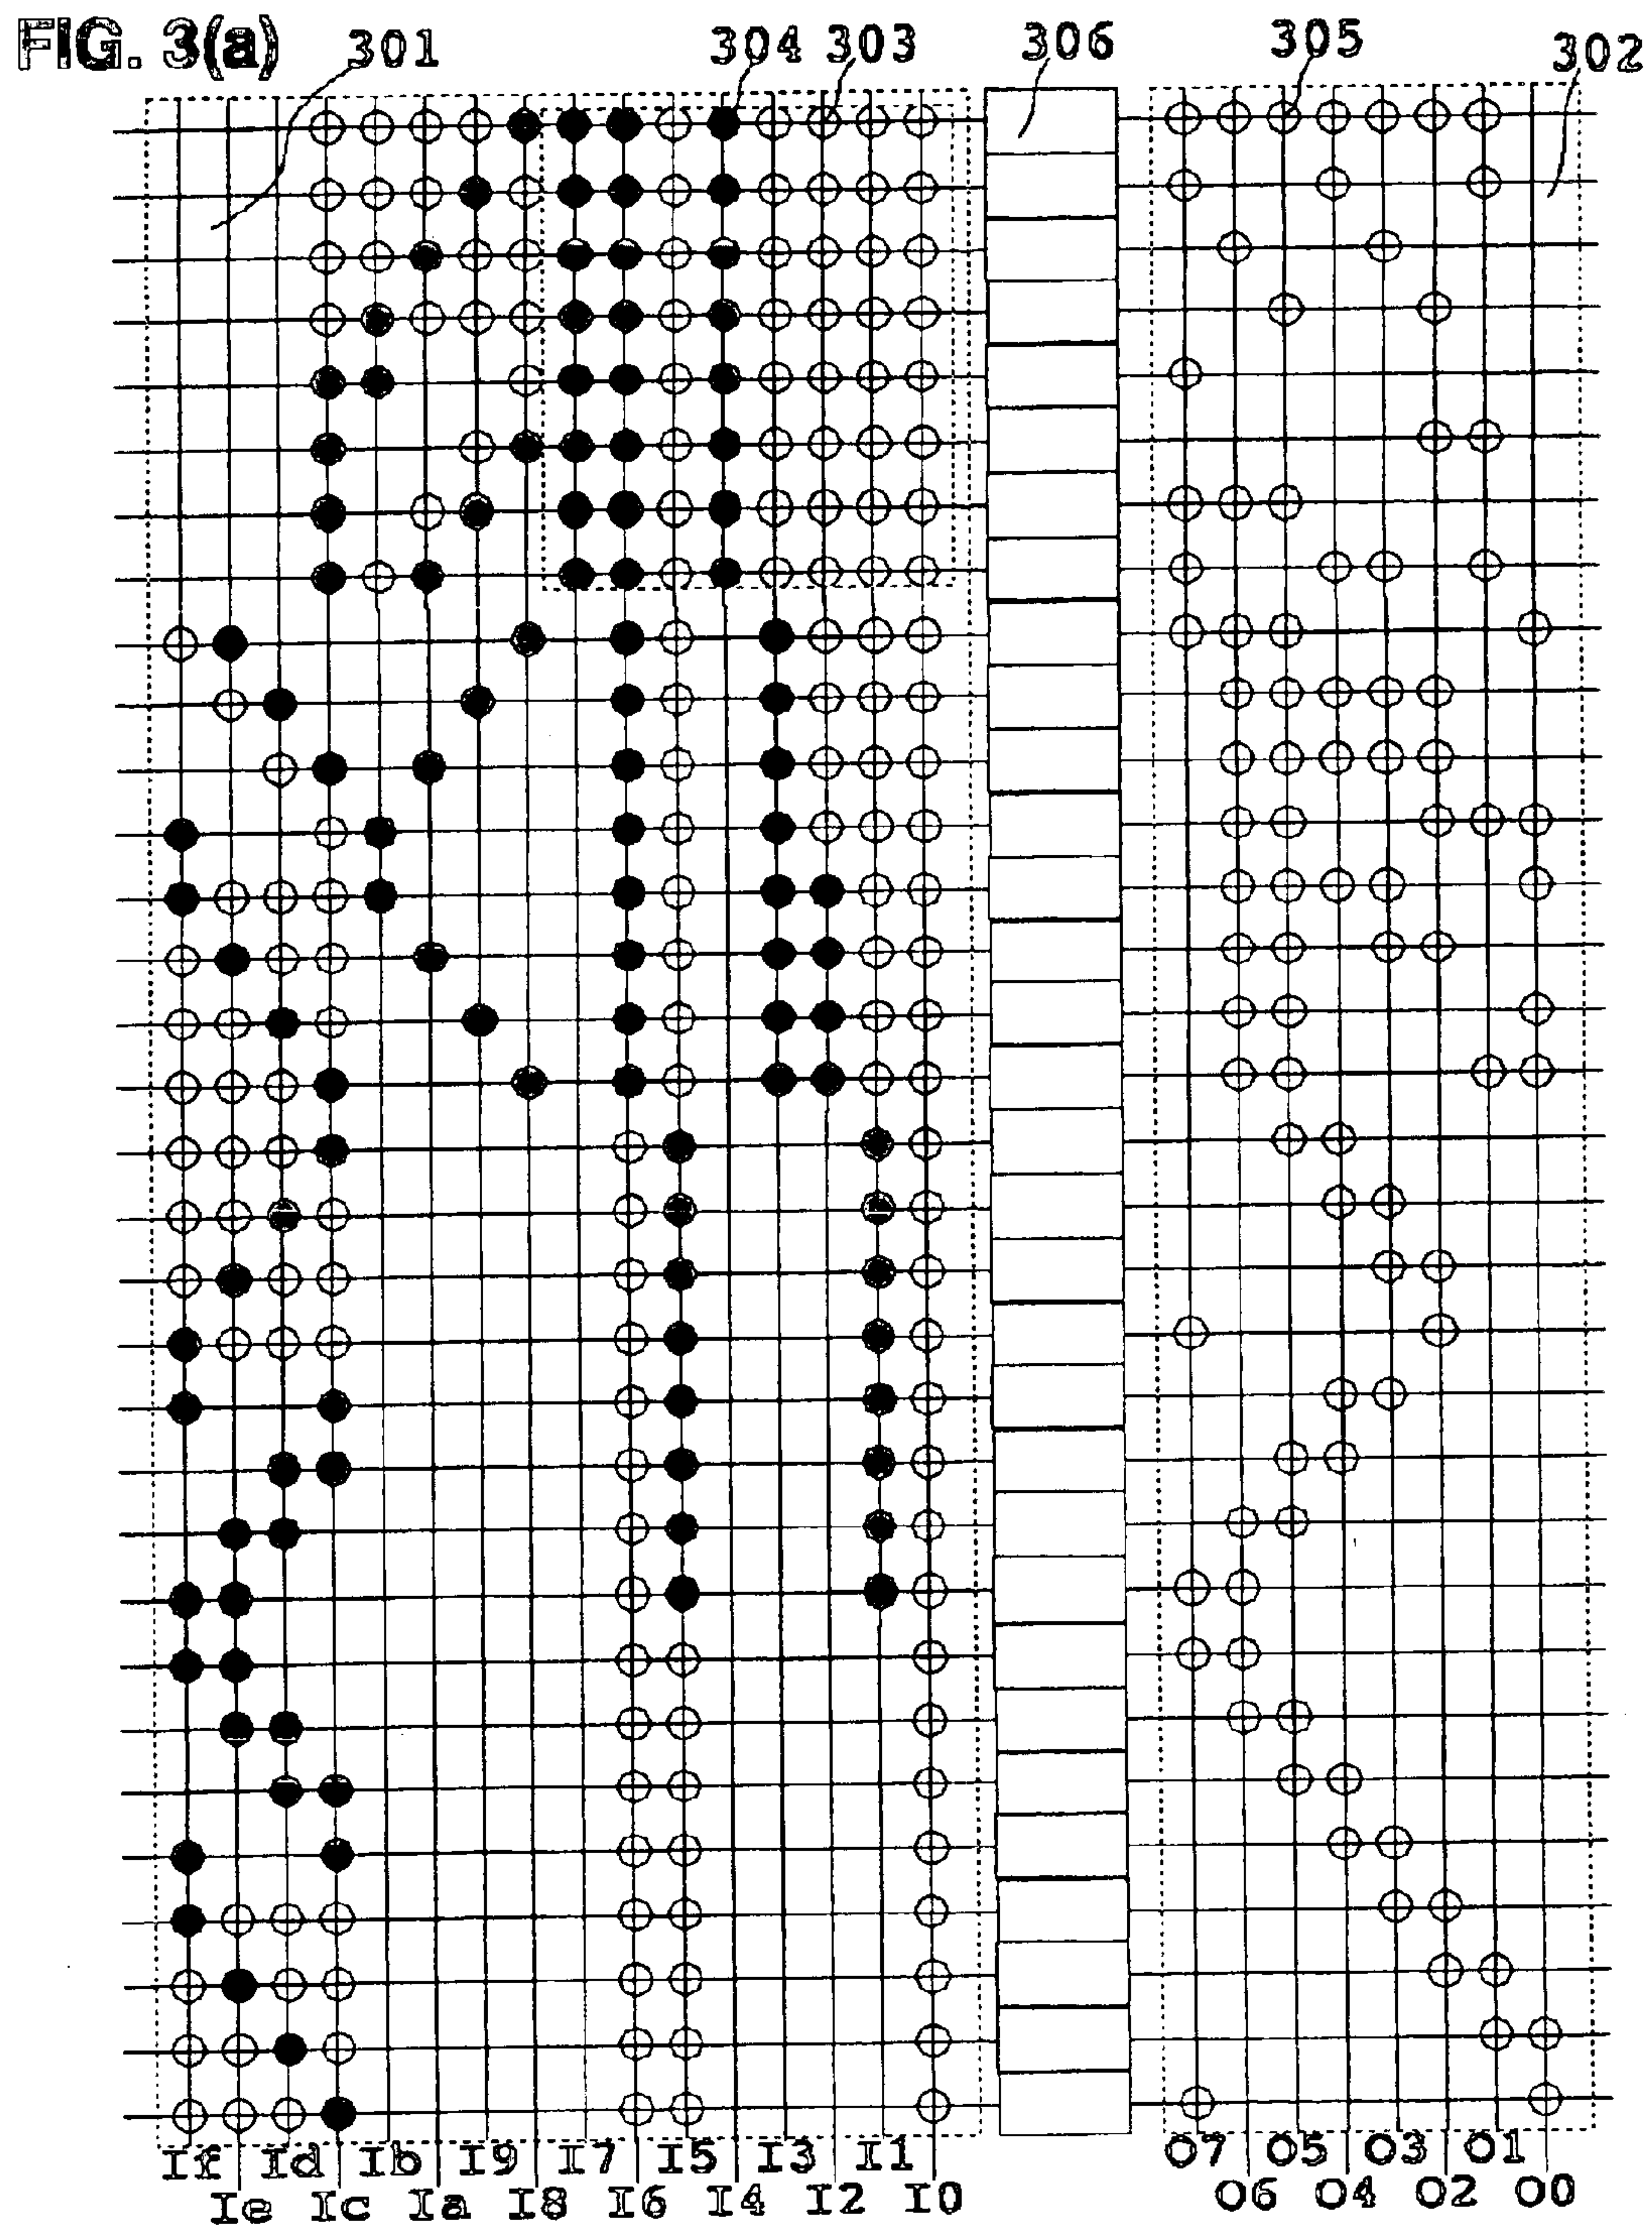 FIG. 3(a) 301 304 303 306 305 302
If Id Ib I9 I7 I5 I3 I1 O7 O5 O3 O1
Ie Ic Ia I8 I6 I4 I2 I0 O6 O4 O2 O0